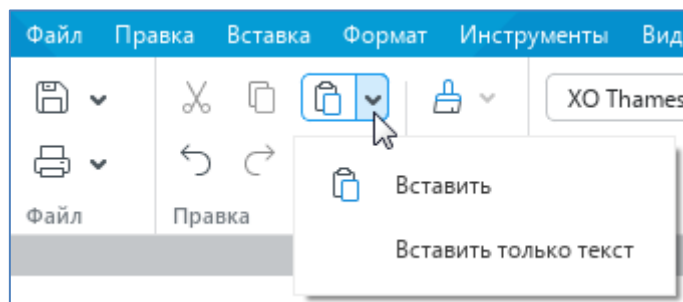 Файл Правка Вставка Формат Инструменты Вид
XO Thames
Вставить
Файл Правка
Вставить только текст